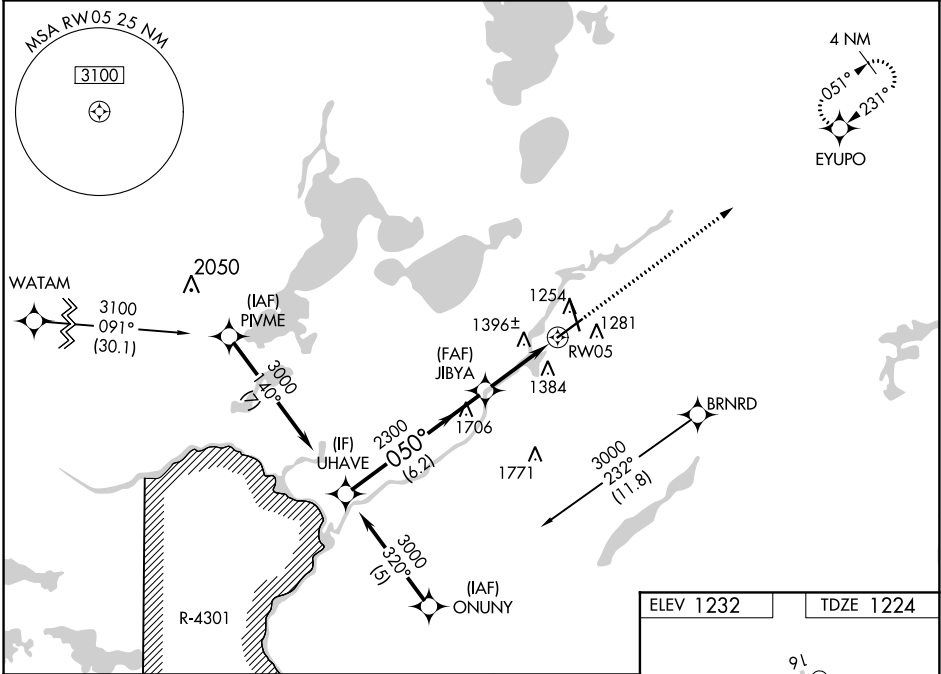 MSA RW05 25 NM
3100
4 NM
051°
231°
EYUPO
WATAM
3100
091°
(30.1)
2050
(IAF)
PIVME
3000
140°
(7)
1254
1396±
1281
RW05
(FAF)
JIBYA
1384
1706
BRNRD
(IF)
UHAVE
2300
050°
(6.2)
1771
3000
232°
(11.8)
3000
320°
(5)
(IAF)
ONUNY
R-4301
ELEV 1232
TDZE 1224
16